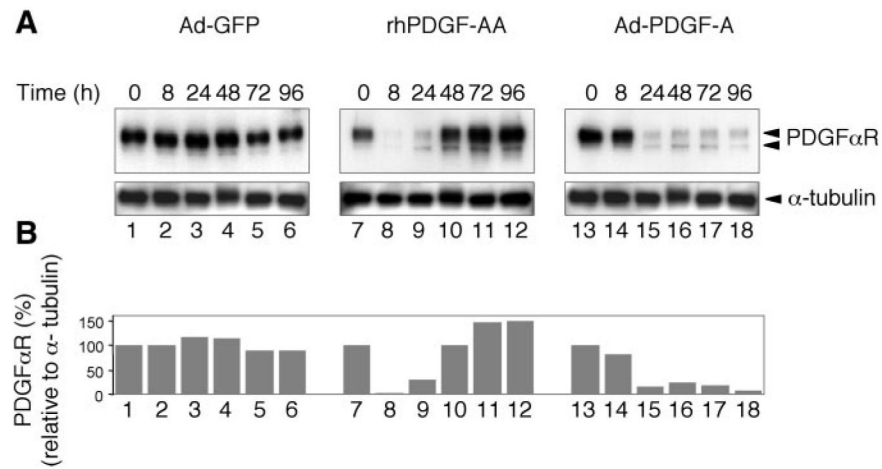 A
Ad-GFP rhPDGF-AA Ad-PDGF-A
Time (h) 0 8 24 48 72 96 0 8 24 48 72 96 0 8 24 48 72 96
PDGFαR
α-tubulin
1 2 3 4 5 6 7 8 9 10 11 12 13 14 15 16 17 18
B
PDGFαR (%)
(relative to α- tubulin)
150
100
50
0
1 2 3 4 5 6 7 8 9 10 11 12 13 14 15 16 17 18